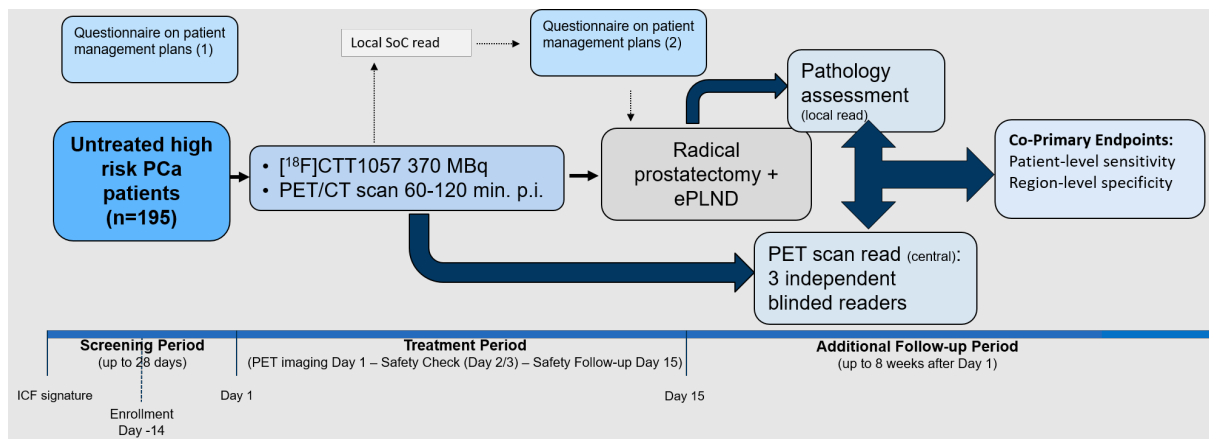 Questionnaire on patient
management plans (1)
Local SoC read
Questionnaire on patient
management plans (2)
Pathology
assessment
(local read)
Untreated high
risk PCa
patients
(n=195)
• [¹⁸F]CTT1057 370 MBq
• PET/CT scan 60-120 min. p.i.
Radical
prostatectomy +
ePLND
Co-Primary Endpoints:
Patient-level sensitivity
Region-level specificity
PET scan read (central):
3 independent
blinded readers
Screening Period
(up to 28 days)
Treatment Period
(PET imaging Day 1 – Safety Check (Day 2/3) – Safety Follow-up Day 15)
Additional Follow-up Period
(up to 8 weeks after Day 1)
ICF signature
Day 1
Day 15
Enrollment
Day -14